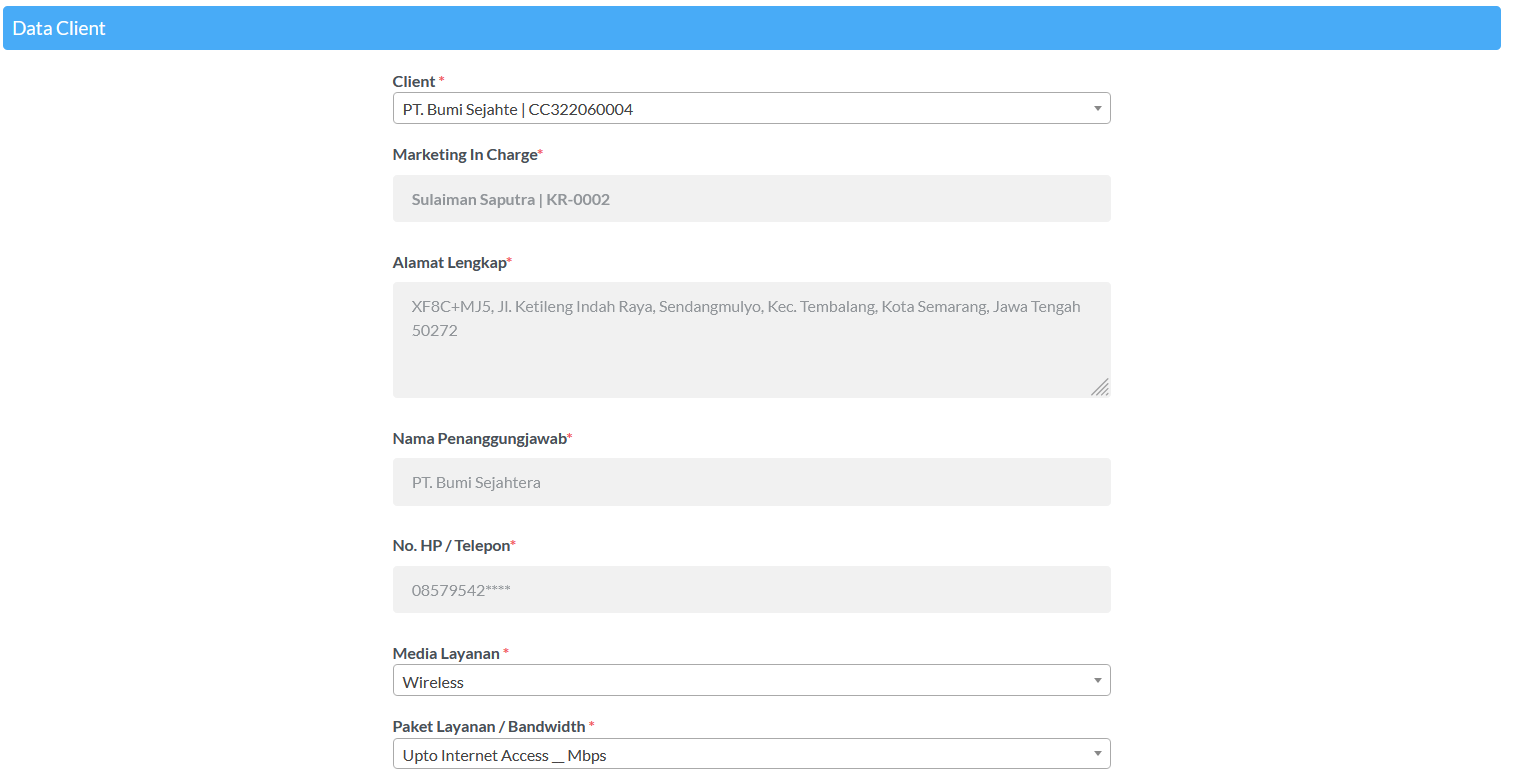 Data Client
Client *
PT. Bumi Sejahte | CC322060004
Marketing In Charge*
Sulaiman Saputra | KR-0002
Alamat Lengkap*
XF8C+MJ5, Jl. Ketileng Indah Raya, Sendangmulyo, Kec. Tembalang, Kota Semarang, Jawa Tengah
50272
Nama Penanggungjawab*
PT. Bumi Sejahtera
No. HP / Telepon*
08579542****
Media Layanan *
Wireless
Paket Layanan / Bandwidth *
Upto Internet Access __ Mbps